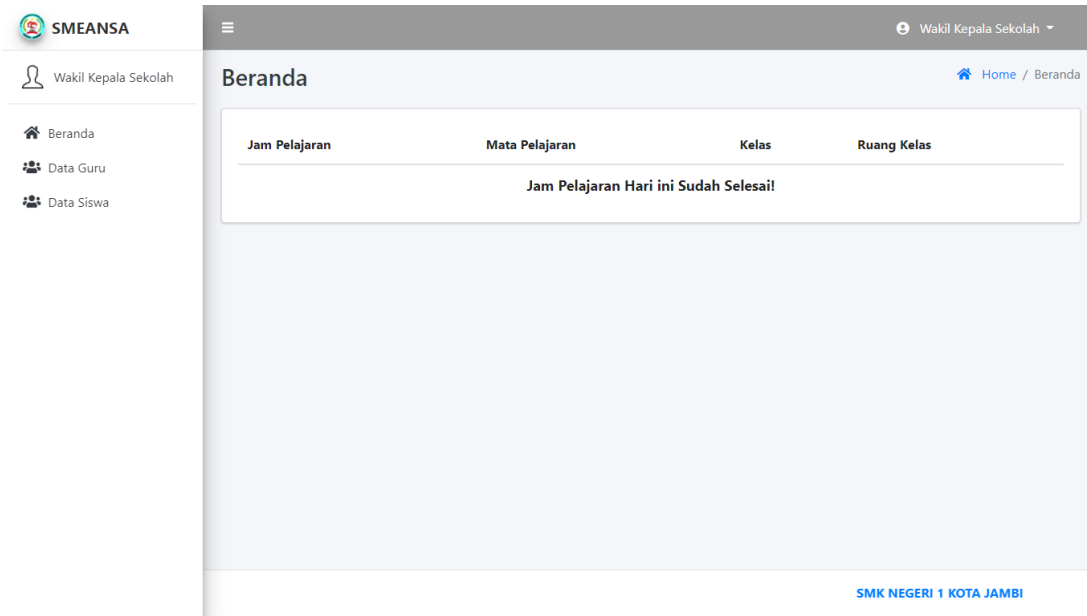 SMEANSA
Wakil Kepala Sekolah
Wakil Kepala Sekolah
Beranda
Data Guru
Data Siswa
Beranda
Home / Beranda
Jam Pelajaran Mata Pelajaran Kelas Ruang Kelas
Jam Pelajaran Hari ini Sudah Selesai!
SMK NEGERI 1 KOTA JAMBI